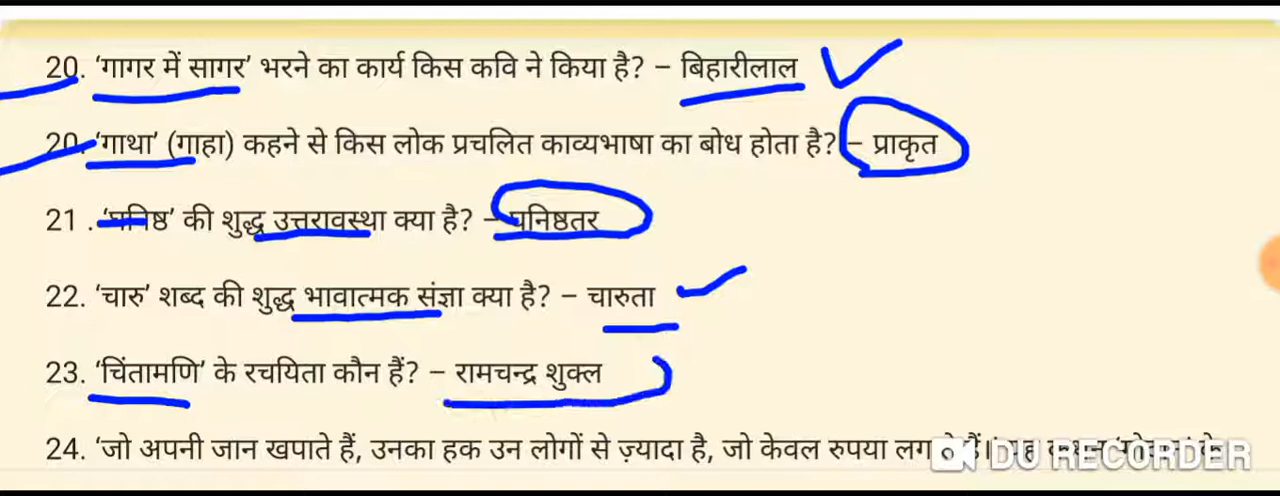 20. 'गागर में सागर' भरने का कार्य किस कवि ने किया है? – बिहारीलाल
20. 'गाथा' (गाहा) कहने से किस लोक प्रचलित काव्यभाषा का बोध होता है? – प्राकृत
21 . 'घनिष्ठ' की शुद्ध उत्तरावस्था क्या है? – घनिष्ठतर
22. 'चारु' शब्द की शुद्ध भावात्मक संज्ञा क्या है? – चारुता
23. 'चिंतामणि' के रचयिता कौन हैं? – रामचन्द्र शुक्ल
24. 'जो अपनी जान खपाते हैं, उनका हक उन लोगों से ज़्यादा है, जो केवल रुपया
DU RECORDER